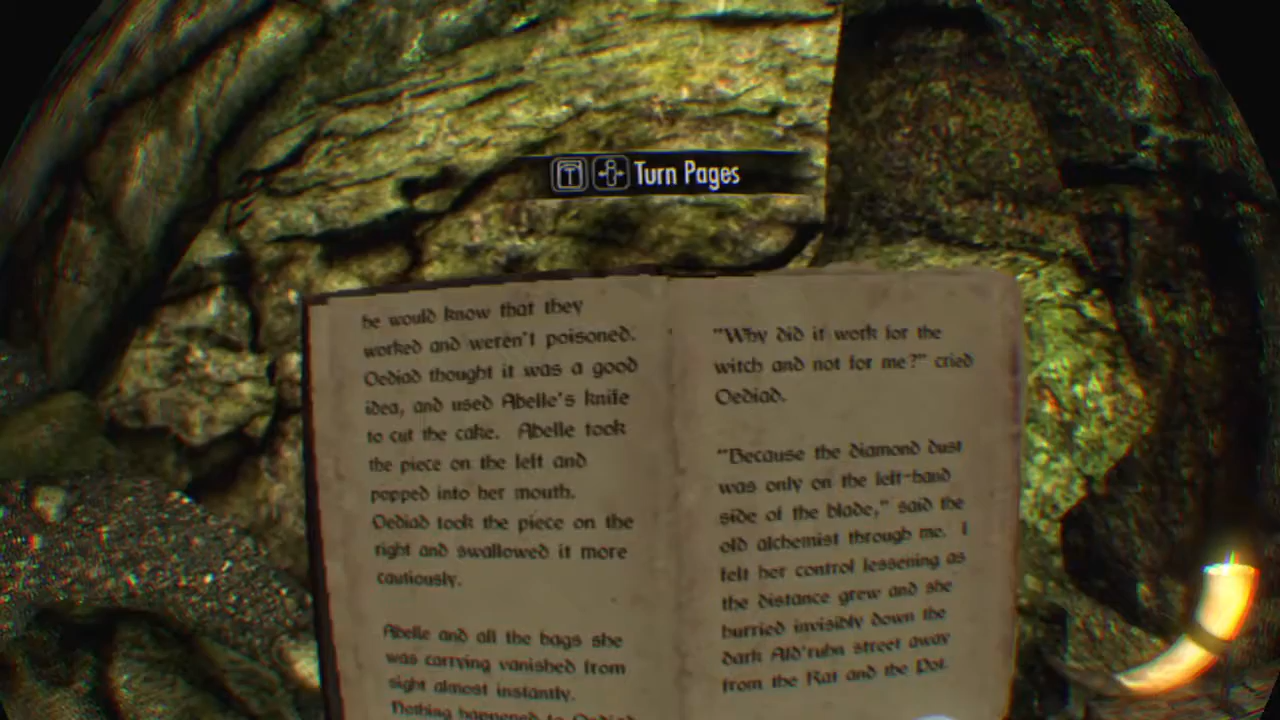 Turn Pages
he would know that they
worked and weren't poisoned.
Oediad thought it was a good
idea, and used Abelle's knife
to cut the cake. Abelle took
the piece on the left and
popped into her mouth.
Oediad took the piece on the
right and swallowed it more
cautiously.
Abelle and all the bags she
was carrying vanished from
sight almost instantly.
Nothing happened to Oediad
"Why did it work for the
witch and not for me?" cried
Oediad.
"Because the diamond dust
was only on the left-hand
side of the blade," said the
old alchemist through me. I
felt her control lessening as
the distance grew and she
hurried invisibly down the
dark Ald'ruhn street away
from the Rat and the Pot.